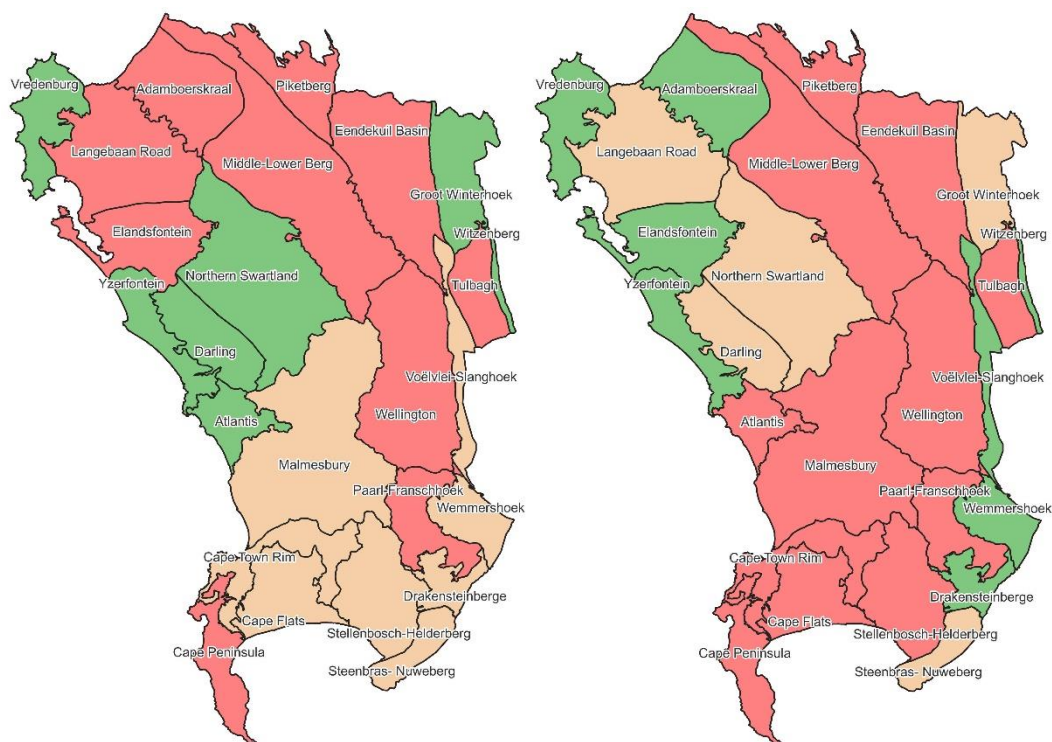 Vredenburg
Adamboerskraal
Piketberg
Eendekuil Basin
Langebaan Road
Middle-Lower Berg
Groot Winterhoek
Elandsfontein
Witzenberg
Yzerfontein
Northern Swartland
Tulbagh
Darling
Voëlvlei-Slanghoek
Atlantis
Wellington
Malmesbury
Paarl-Franschhoek
Wemmershoek
Cape Town Rim
Drakensteinberge
Cape Flats
Stellenbosch-Helderberg
Cape Peninsula
Steenbras- Nuweberg
Vredenburg
Adamboerskraal
Piketberg
Eendekuil Basin
Langebaan Road
Middle-Lower Berg
Groot Winterhoek
Elandsfontein
Witzenberg
Yzerfontein
Northern Swartland
Tulbagh
Darling
Voëlvlei-Slanghoek
Atlantis
Wellington
Malmesbury
Paarl-Franschhoek
Wemmershoek
Cape Town Rim
Drakensteinberge
Cape Flats
Stellenbosch-Helderberg
Cape Peninsula
Steenbras- Nuweberg